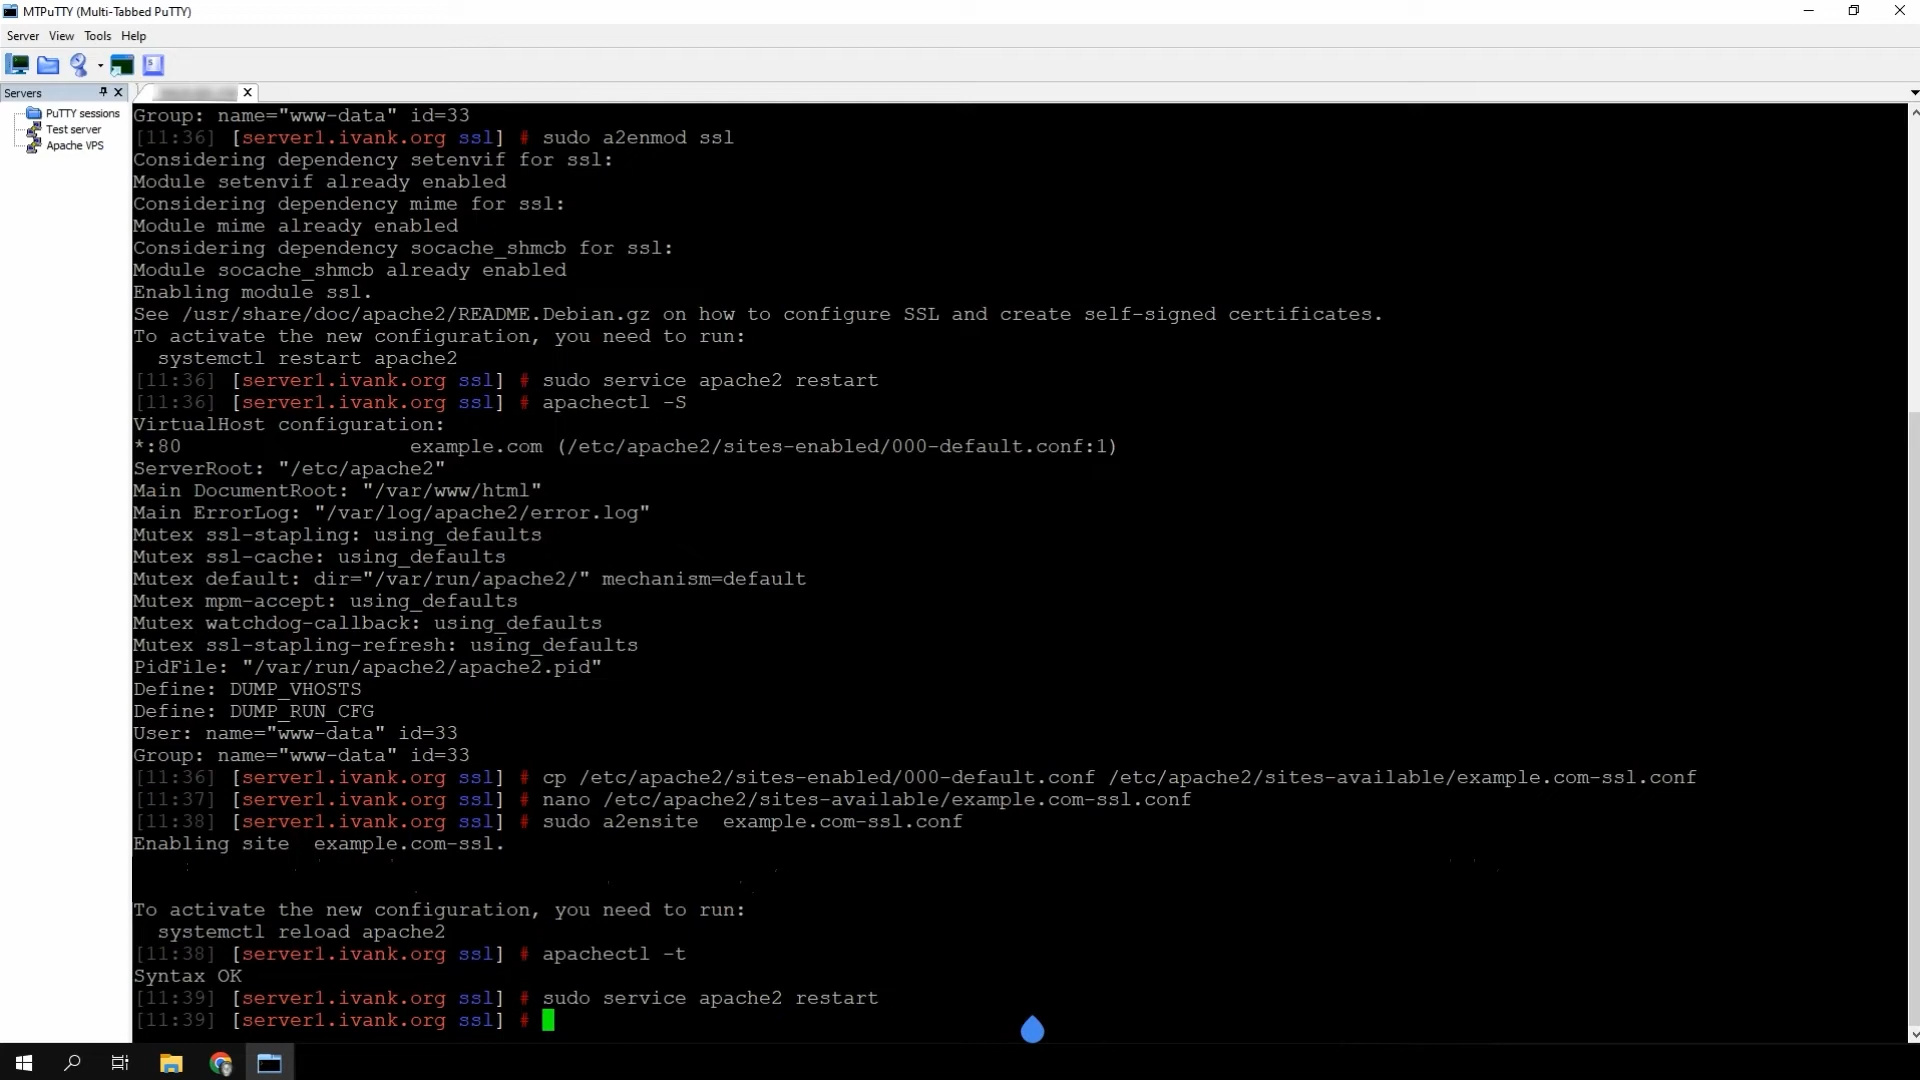 MTPuTTY (Multi-Tabbed PuTTY)
Server View Tools Help
Servers
PuTTY sessions
Test server
Apache VPS
Group: name="www-data" id=33
[11:36] [server1.ivank.org ssl] # sudo a2enmod ssl
Considering dependency setenvif for ssl:
Module setenvif already enabled
Considering dependency mime for ssl:
Module mime already enabled
Considering dependency socache_shmcb for ssl:
Module socache_shmcb already enabled
Enabling module ssl.
See /usr/share/doc/apache2/README.Debian.gz on how to configure SSL and create self-signed certificates.
To activate the new configuration, you need to run:
  systemctl restart apache2
[11:36] [server1.ivank.org ssl] # sudo service apache2 restart
[11:36] [server1.ivank.org ssl] # apachectl -S
VirtualHost configuration:
*:80                   example.com (/etc/apache2/sites-enabled/000-default.conf:1)
ServerRoot: "/etc/apache2"
Main DocumentRoot: "/var/www/html"
Main ErrorLog: "/var/log/apache2/error.log"
Mutex ssl-stapling: using_defaults
Mutex ssl-cache: using_defaults
Mutex default: dir="/var/run/apache2/" mechanism=default
Mutex mpm-accept: using_defaults
Mutex watchdog-callback: using_defaults
Mutex ssl-stapling-refresh: using_defaults
PidFile: "/var/run/apache2/apache2.pid"
Define: DUMP_VHOSTS
Define: DUMP_RUN_CFG
User: name="www-data" id=33
Group: name="www-data" id=33
[11:36] [server1.ivank.org ssl] # cp /etc/apache2/sites-enabled/000-default.conf /etc/apache2/sites-available/example.com-ssl.conf
[11:37] [server1.ivank.org ssl] # nano /etc/apache2/sites-available/example.com-ssl.conf
[11:38] [server1.ivank.org ssl] # sudo a2ensite  example.com-ssl.conf
Enabling site  example.com-ssl.
To activate the new configuration, you need to run:
  systemctl reload apache2
[11:38] [server1.ivank.org ssl] # apachectl -t
Syntax OK
[11:39] [server1.ivank.org ssl] # sudo service apache2 restart
[11:39] [server1.ivank.org ssl] #